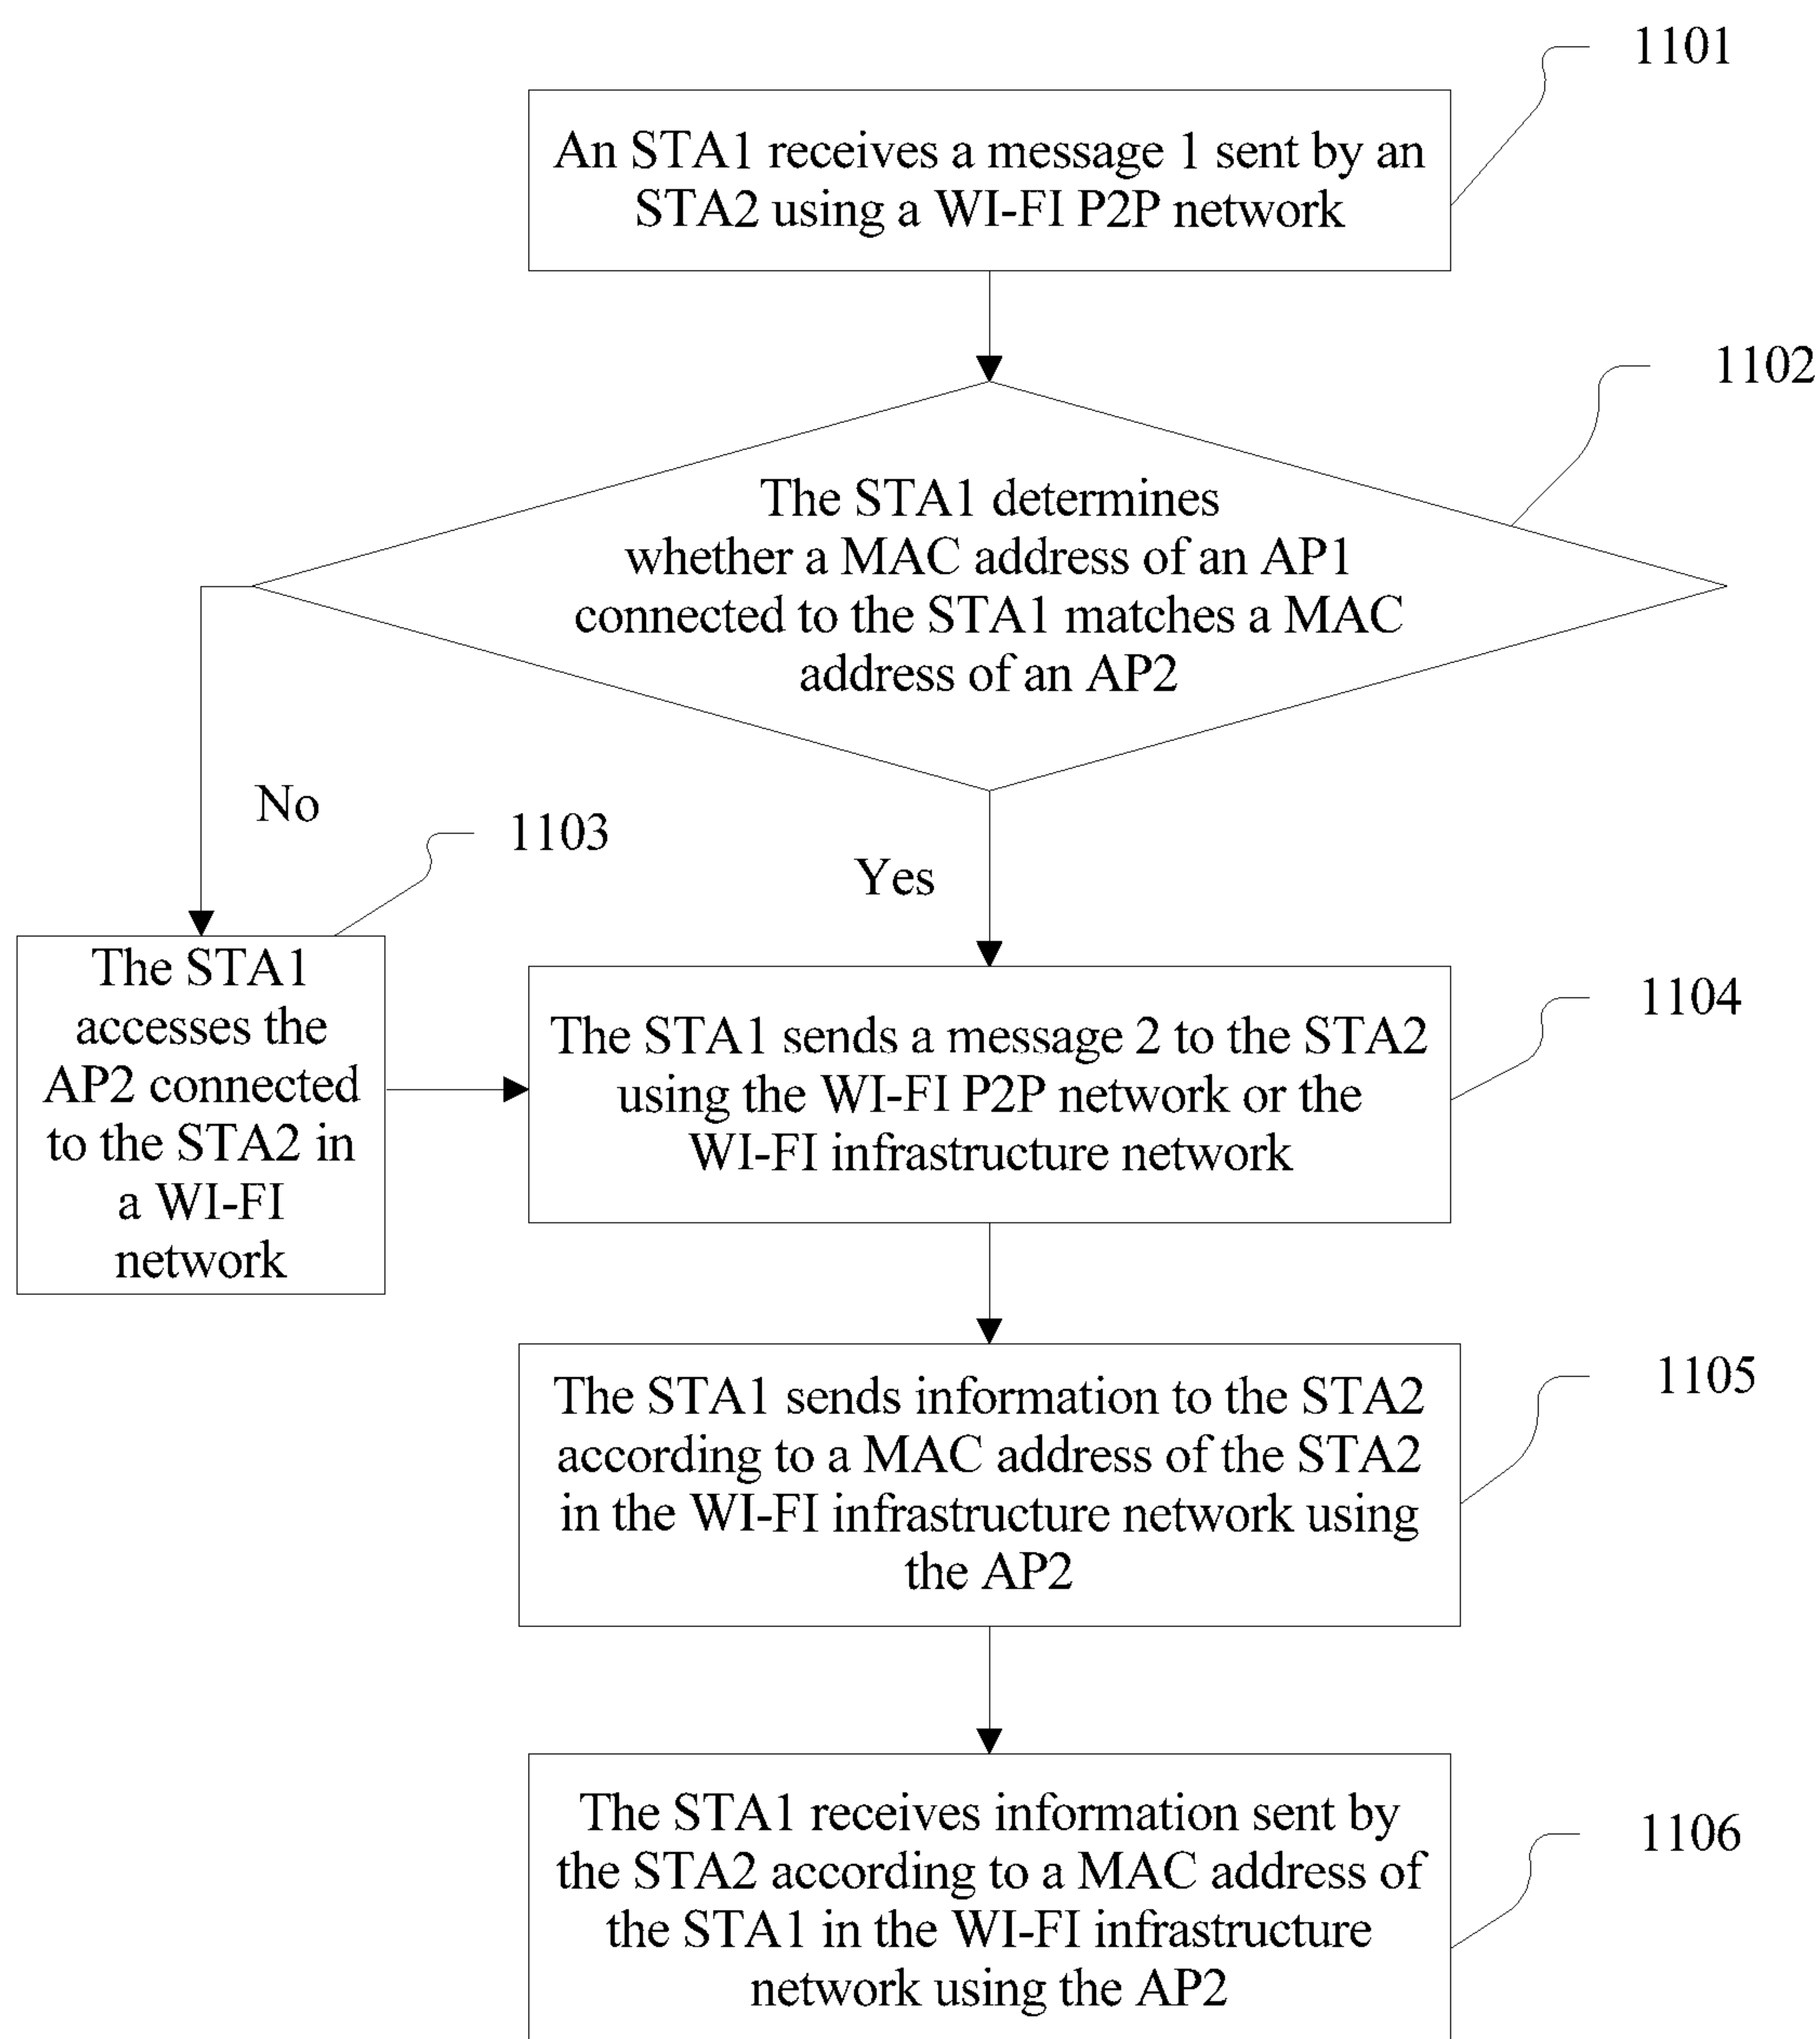 1101
An STA1 receives a message 1 sent by an
STA2 using a WI-FI P2P network
1102
The STA1 determines
whether a MAC address of an AP1
connected to the STA1 matches a MAC
address of an AP2
No
1103
Yes
The STA1
accesses the
AP2 connected
to the STA2 in
a WI-FI
network
1104
The STA1 sends a message 2 to the STA2
using the WI-FI P2P network or the
WI-FI infrastructure network
1105
The STA1 sends information to the STA2
according to a MAC address of the STA2
in the WI-FI infrastructure network using
the AP2
1106
The STA1 receives information sent by
the STA2 according to a MAC address of
the STA1 in the WI-FI infrastructure
network using the AP2